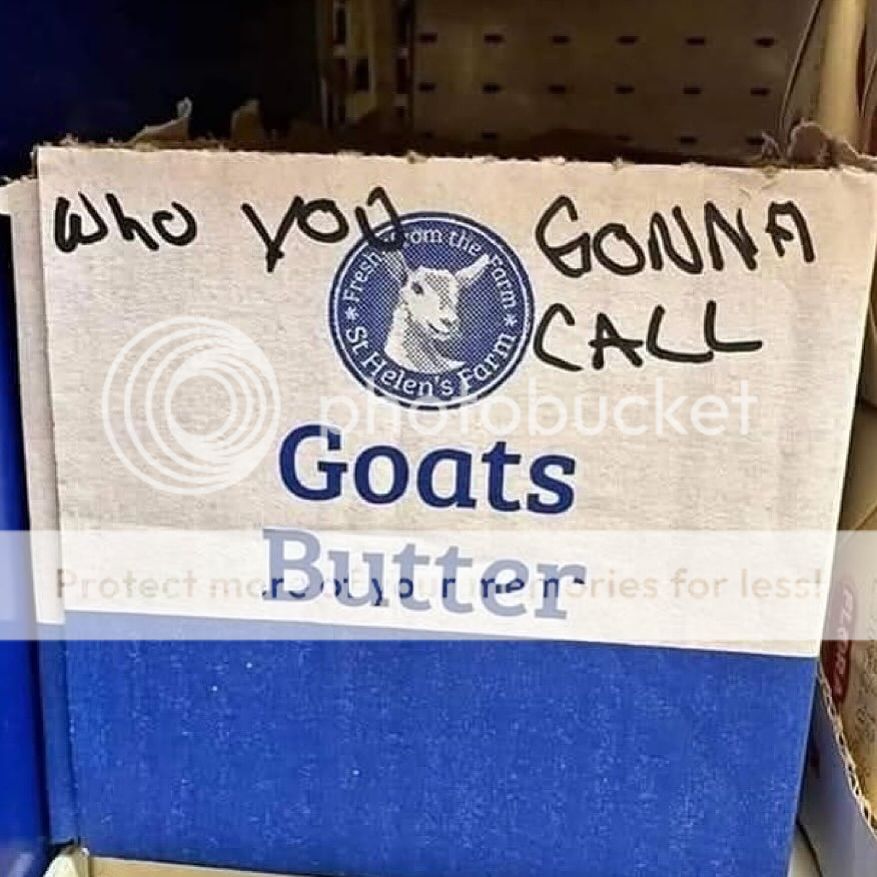 who YOU GONNA
CALL
Fresh from the Farm
* St Helen's Farm *
photobucket
Goats
Butter
Protect more of your memories for less!